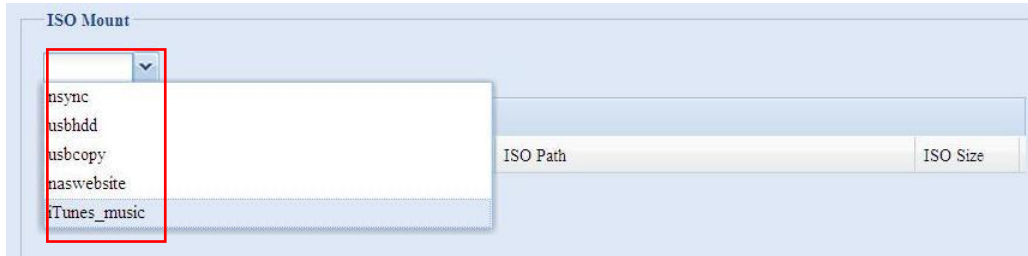 ISO Mount
nsync
usbhdd
usbcopy
naswebsite
iTunes_music
ISO Path ISO Size